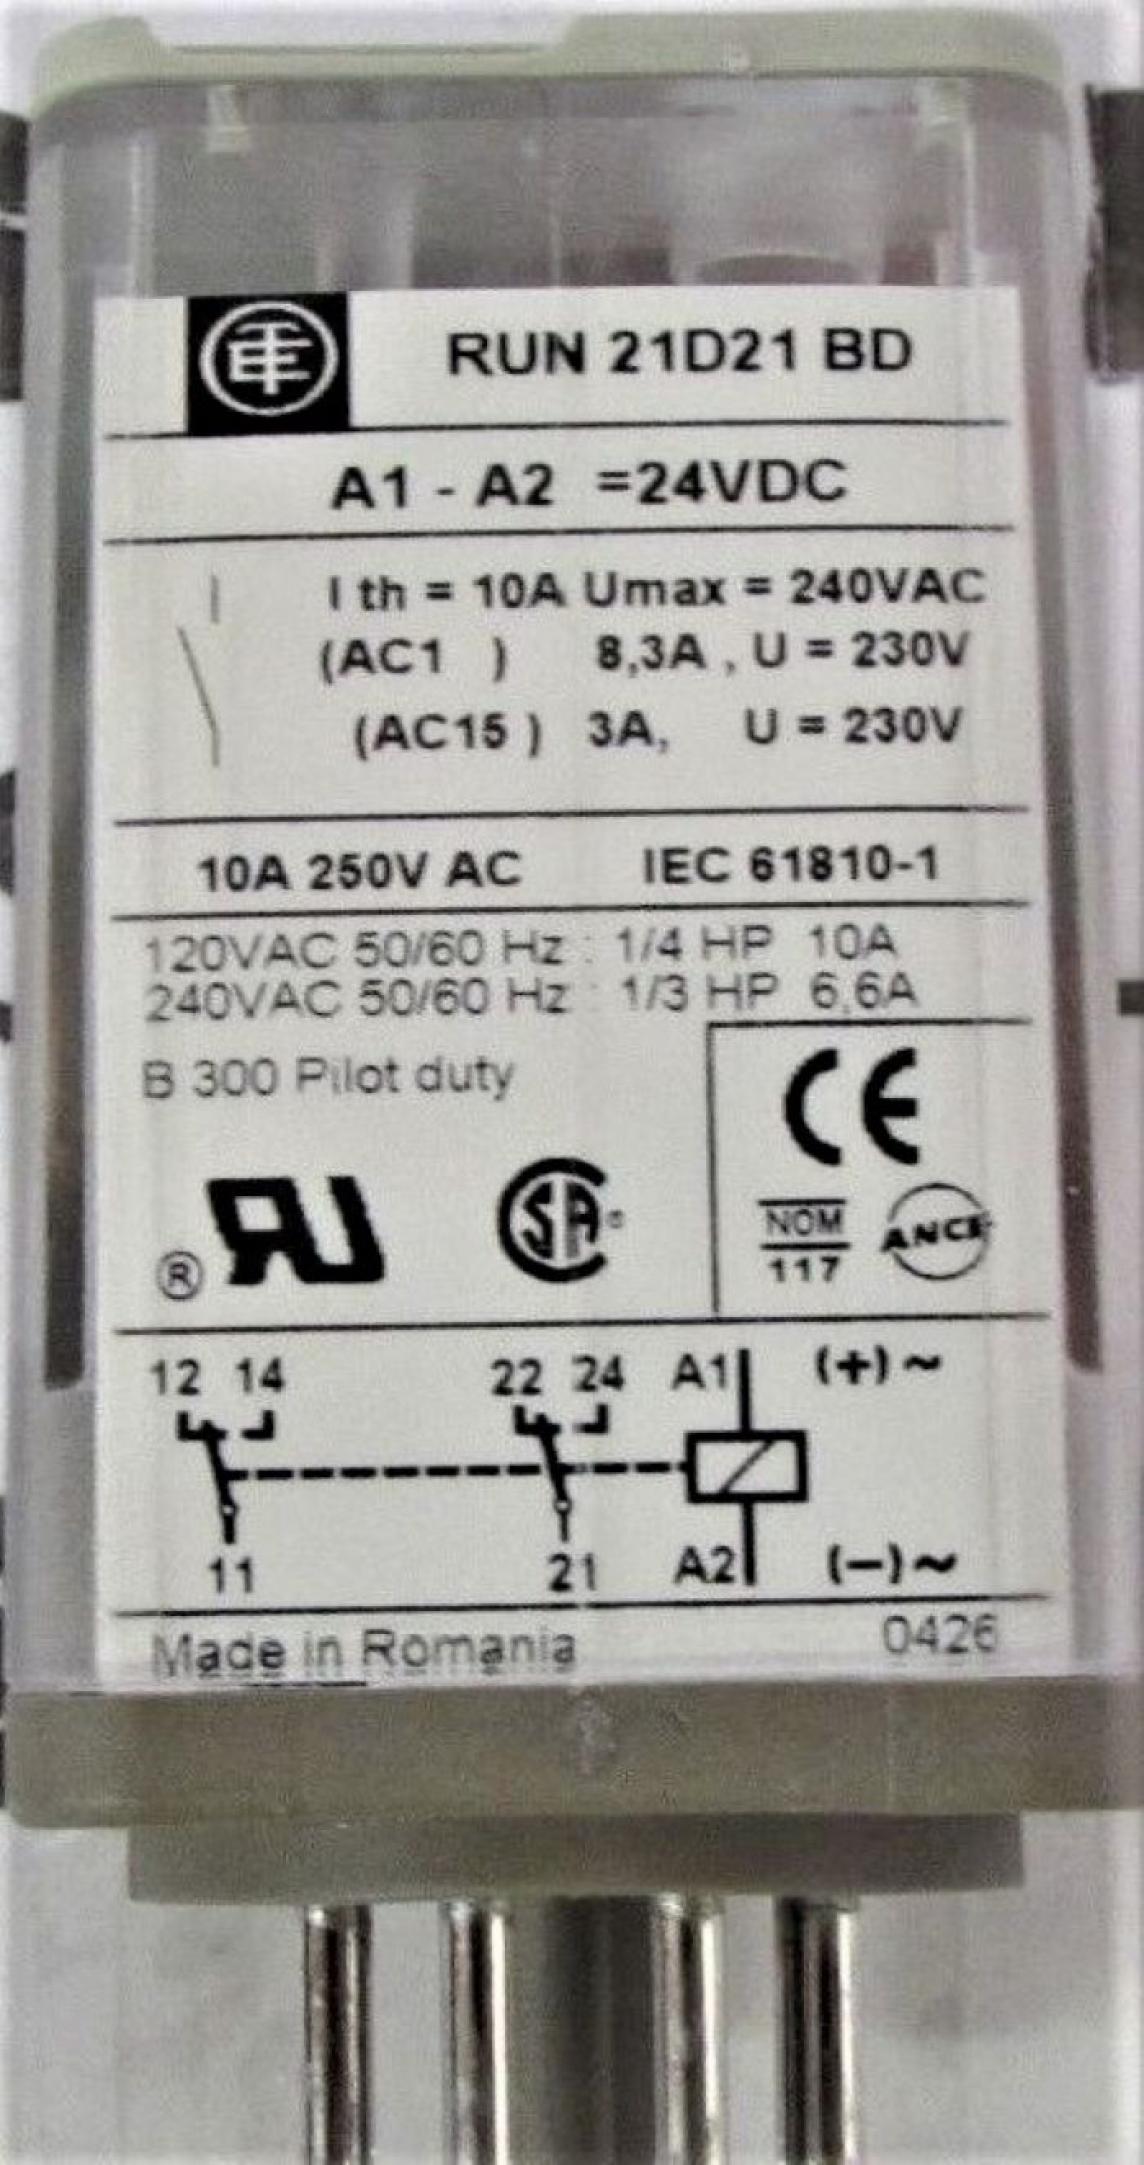 RUN 21D21 BD
A1 - A2 =24VDC
I th = 10A Umax = 240VAC
(AC1 ) 8,3A , U = 230V
(AC15 ) 3A, U = 230V
10A 250V AC IEC 61810-1
120VAC 50/60 Hz : 1/4 HP 10A
240VAC 50/60 Hz : 1/3 HP 6,6A
B 300 Pilot duty
CE
® RU SA ®
NOM ANCE
117
12 14 22 24 A1 (+) ~
11 21 A2 (−) ~
Made in Romania 0426